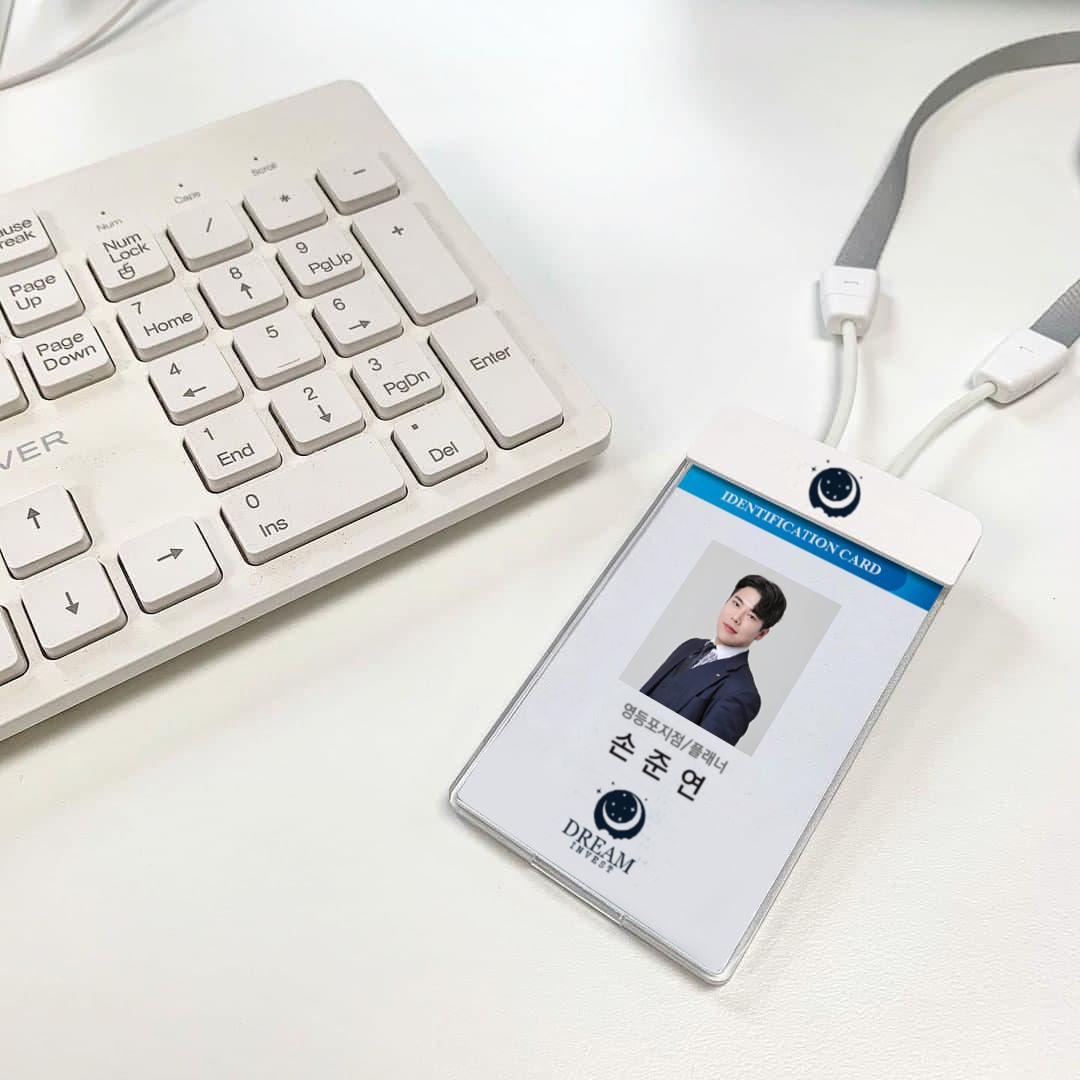 Num
Caps
Scroll
Num
Lock
/
*
−
Page
Up
7
Home
8
↑
9
PgUp
+
Page
Down
4
←
5
6
→
1
End
2
↓
3
PgDn
Enter
0
Ins
.
Del
VER
↑
↓
→
IDENTIFICATION CARD
영등포지점/플래너
손준연
DREAM
INVEST